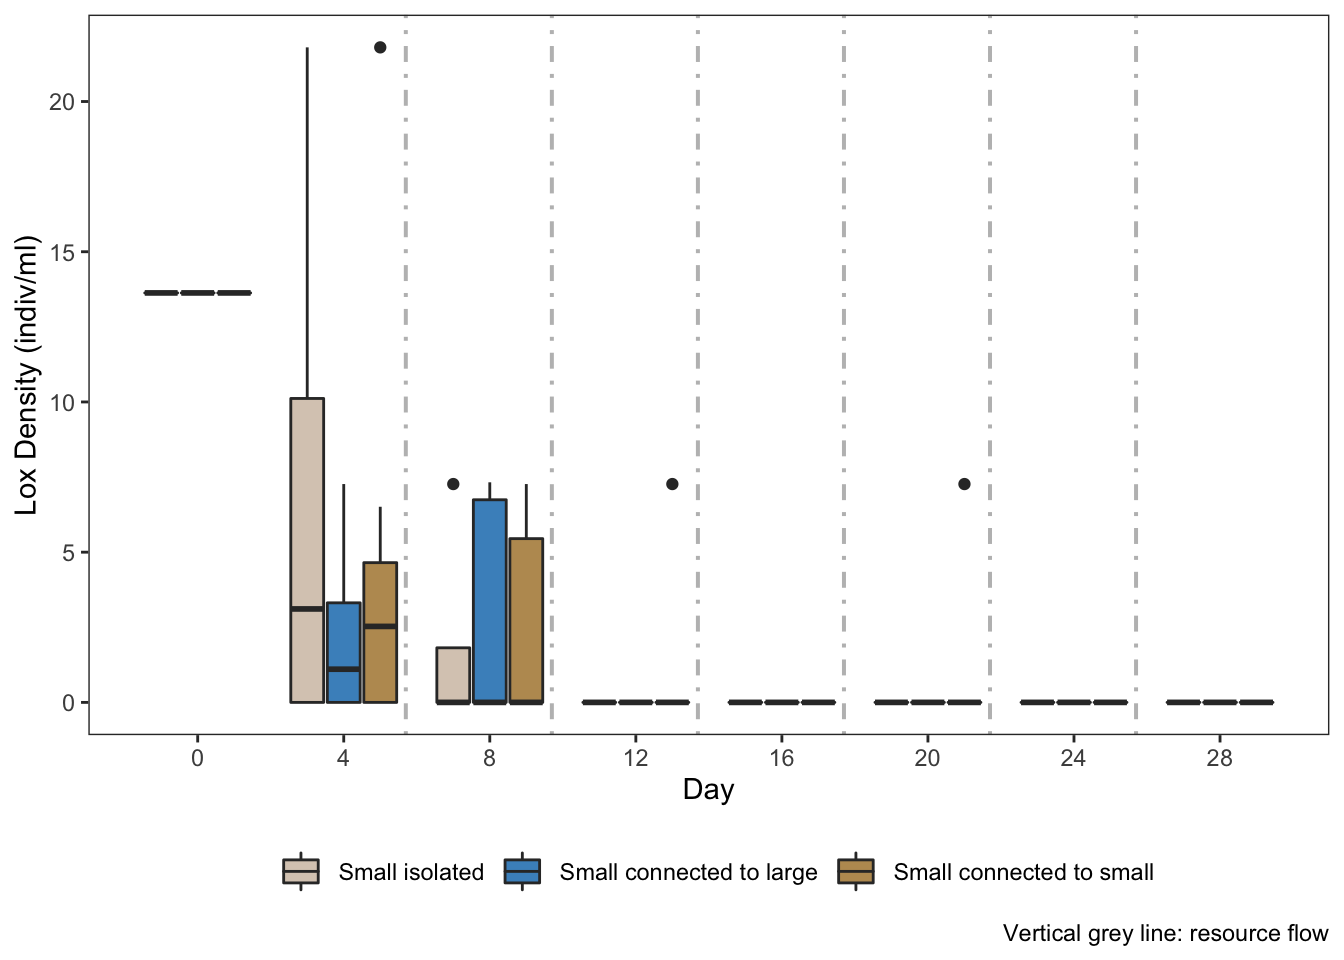 Lox Density (indiv/ml)
20
15
10
5
0
0 4 8 12 16 20 24 28
Day
Small isolated Small connected to large Small connected to small
Vertical grey line: resource flow